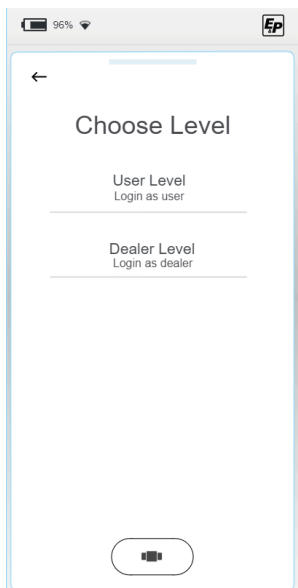 96%
EP
Choose Level
User Level
Login as user
Dealer Level
Login as dealer